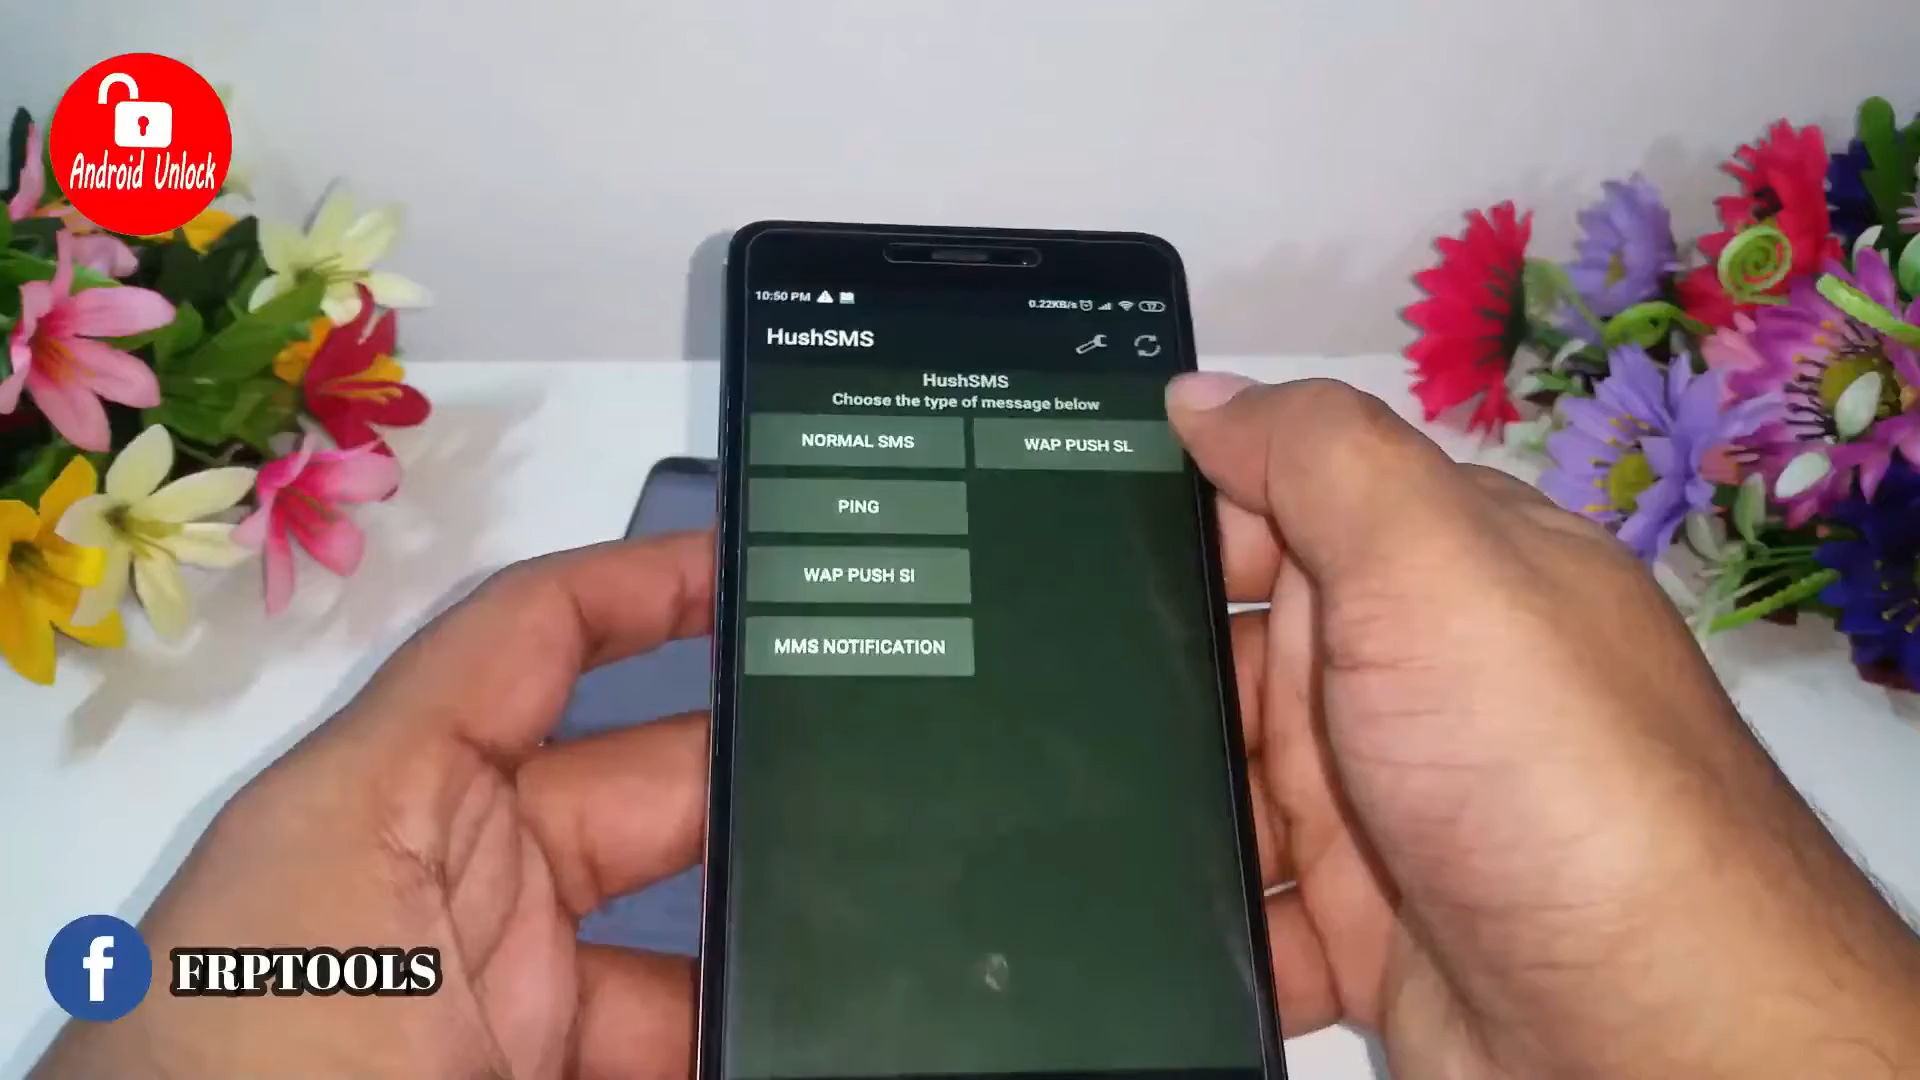 Android Unlock
10:50 PM
0.22KB/s
17
HushSMS
HushSMS
Choose the type of message below
NORMAL SMS
WAP PUSH SL
PING
WAP PUSH SI
MMS NOTIFICATION
f FRPTOOLS